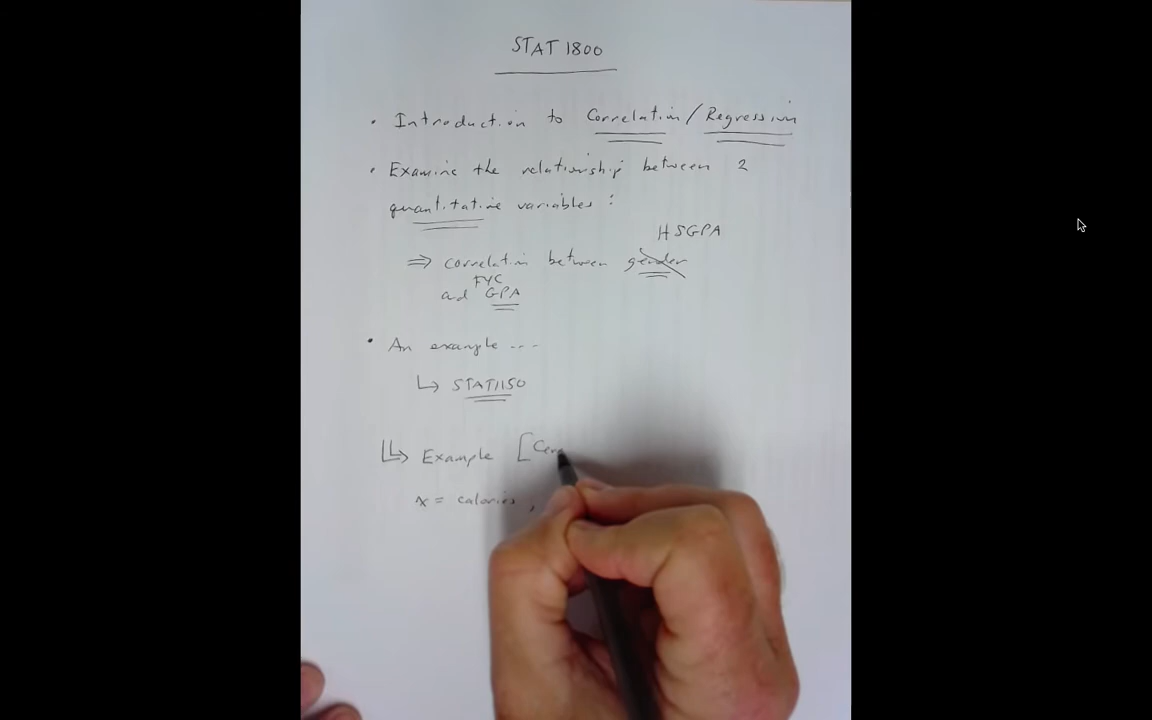 STAT 1800
• Introduction to Correlation/Regression
• Examine the relationship between 2
quantitative variables:
HSGPA
⇒ correlation between gender
FYC
and GPA
• An example ---
↳ STAT1150
↳ Example [Cere
x = calories,